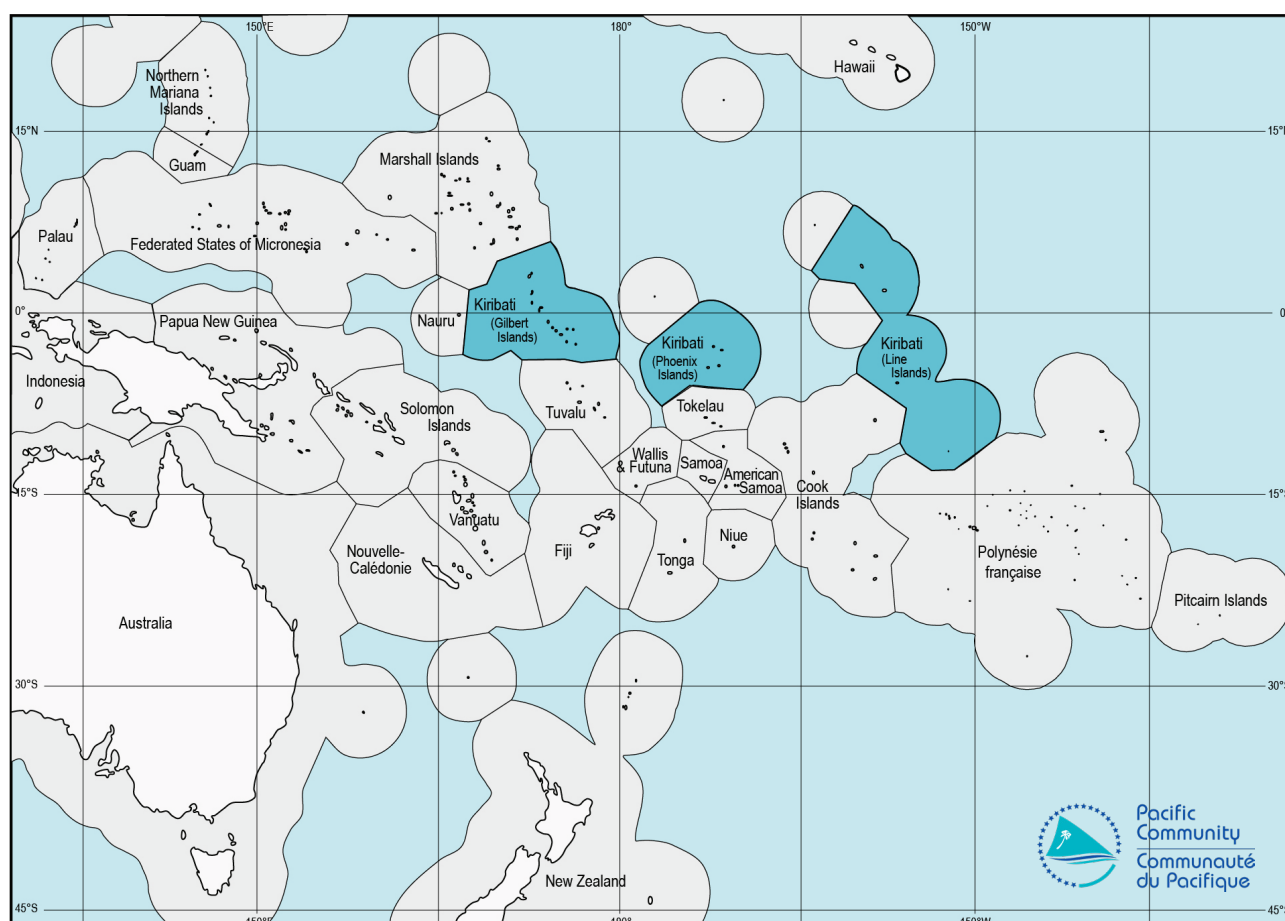 150°E
180°
150°W
Hawaii
Northern
Mariana
Islands
15°N
15°N
Guam
Marshall Islands
Palau
Federated States of Micronesia
0°
Papua New Guinea
Nauru
Kiribati
(Gilbert
Islands)
Kiribati
(Phoenix
Islands)
Kiribati
(Line
Islands)
Indonesia
Solomon
Islands
Tuvalu
Tokelau
Wallis
& Futuna
Samoa
American
Samoa
Cook
Islands
15°S
15°S
Vanuatu
Nouvelle-
Calédonie
Fiji
Tonga
Niue
Polynésie
française
Pitcairn Islands
Australia
30°S
New Zealand
45°S
Pacific
Community
Communauté
du Pacifique